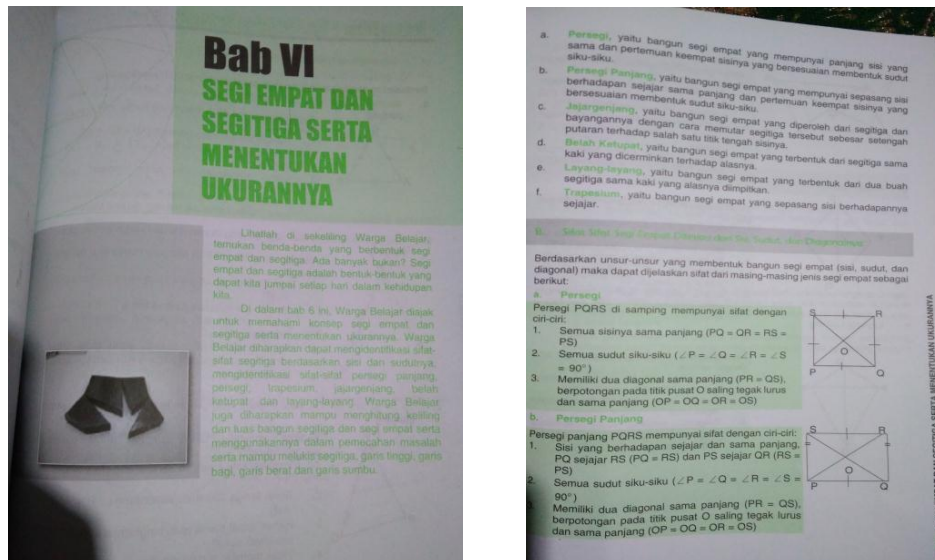 Bab VI
SEGI EMPAT DAN
SEGITIGA SERTA
MENENTUKAN
UKURANNYA
Lihatlah di sekeliling Warga Belajar,
temukan benda-benda yang berbentuk segi
empat dan segitiga. Ada banyak bukan? Segi
empat dan segitiga adalah bentuk-bentuk yang
dapat kita jumpai setiap hari dalam kehidupan
kita.
Di dalam bab 6 ini, Warga Belajar diajak
untuk memahami konsep segi empat dan
segitiga serta menentukan ukurannya. Warga
Belajar diharapkan dapat mengidentifikasi sifat-
sifat segitiga berdasarkan sisi dan sudutnya,
mengidentifikasi sifat-sifat persegi panjang,
persegi, trapesium, jajargenjang, belah
ketupat dan layang-layang. Warga Belajar
juga diharapkan mampu menghitung keliling
dan luas bangun segitiga dan segi empat serta
menggunakannya dalam pemecahan masalah
serta mampu melukis segitiga, garis tinggi, garis
bagi, garis berat dan garis sumbu.
a. Persegi, yaitu bangun segi empat yang mempunyai panjang sisi yang
sama dan pertemuan keempat sisinya yang bersesuaian membentuk sudut
siku-siku.
b. Persegi Panjang, yaitu bangun segi empat yang mempunyai sepasang sisi
berhadapan sejajar sama panjang dan pertemuan keempat sisinya yang
bersesuaian membentuk sudut siku-siku.
c. Jajargenjang, yaitu bangun segi empat yang diperoleh dari segitiga dan
bayangannya dengan cara memutar segitiga tersebut sebesar setengah
putaran terhadap salah satu titik tengah sisinya.
d. Belah Ketupat, yaitu bangun segi empat yang terbentuk dari segitiga sama
kaki yang dicerminkan terhadap alasnya.
e. Layang-layang, yaitu bangun segi empat yang terbentuk dari dua buah
segitiga sama kaki yang alasnya diimpitkan.
f. Trapesium, yaitu bangun segi empat yang sepasang sisi berhadapannya
sejajar.
B. Sifat-Sifat Segi Empat Ditinjau dari Sisi, Sudut, dan Diagonalnya
Berdasarkan unsur-unsur yang membentuk bangun segi empat (sisi, sudut, dan
diagonal) maka dapat dijelaskan sifat dari masing-masing jenis segi empat sebagai
berikut:
a. Persegi
Persegi PQRS di samping mempunyai sifat dengan
ciri-ciri:
1. Semua sisinya sama panjang (PQ = QR = RS =
PS)
2. Semua sudut siku-siku (∠P = ∠Q = ∠R = ∠S
= 90°)
3. Memiliki dua diagonal sama panjang (PR = QS),
berpotongan pada titik pusat O saling tegak lurus
dan sama panjang (OP = OQ = OR = OS)
S R
O
P Q
b. Persegi Panjang
Persegi panjang PQRS mempunyai sifat dengan ciri-ciri:
1. Sisi yang berhadapan sejajar dan sama panjang,
PQ sejajar RS (PQ = RS) dan PS sejajar QR (RS =
PS)
2. Semua sudut siku-siku (∠P = ∠Q = ∠R = ∠S =
90°)
Memiliki dua diagonal sama panjang (PR = QS),
berpotongan pada titik pusat O saling tegak lurus
dan sama panjang (OP = OQ = OR = OS)
S R
O
P Q
SEGITIGA SERTA MENENTUKAN UKURANNYA